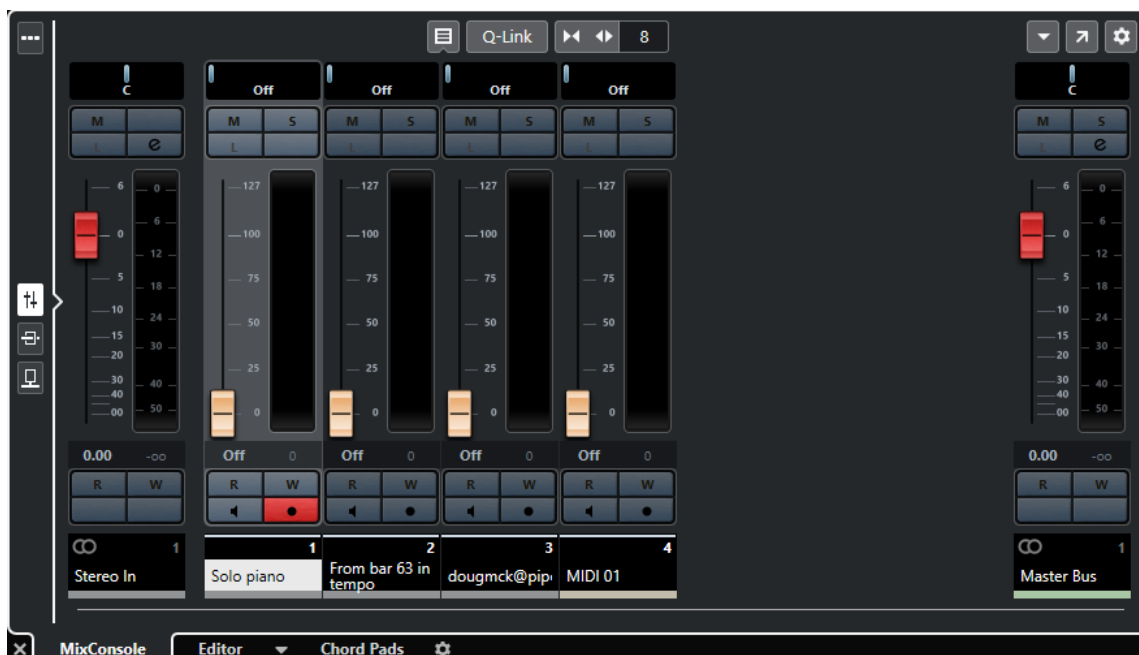 Q-Link 8
C Off Off Off Off C
M M S M S M S M S M S
L e L L L L L e
6 0 127 127 127 127 6 0
6 6
0 100 100 100 100 0
12 12
5 75 75 75 75 5
18 18
10 10
24 50 50 50 50 24
15 15
30 30
20 20
25 25 25 25
30 40 30 40
40 40
00 50 0 0 0 0 00 50
0.00 -oo Off 0 Off 0 Off 0 Off 0 0.00 -oo
R W R W R W R W R W R W
1 1 2 3 4 1
Stereo In Solo piano From bar 63 in dougmck@pip MIDI 01 Master Bus
tempo
MixConsole Editor Chord Pads